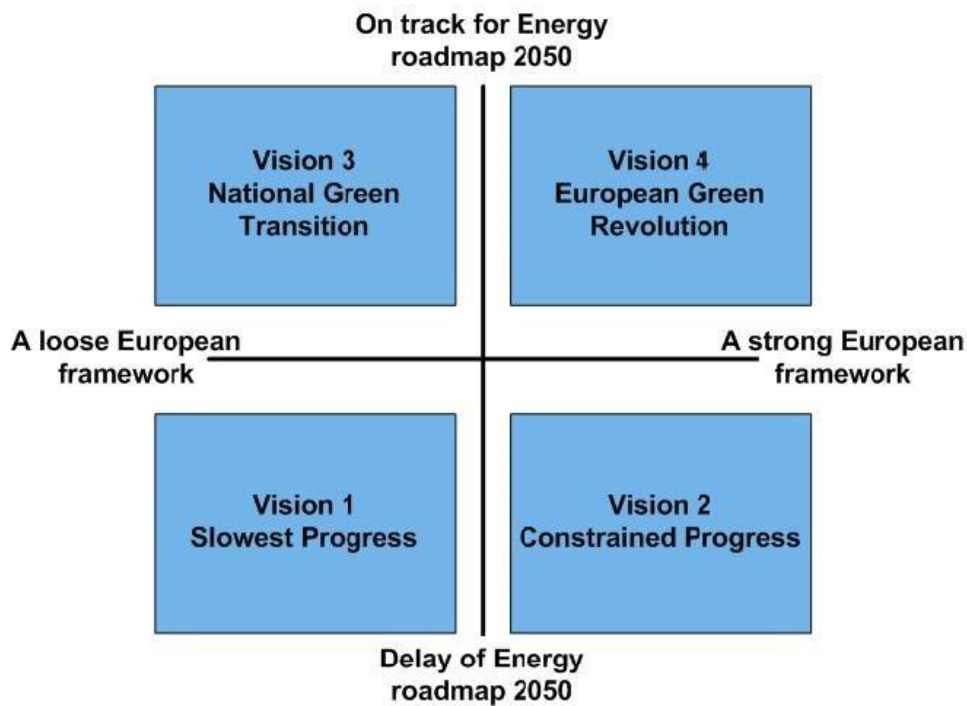 On track for Energy
roadmap 2050
Vision 3
National Green
Transition
Vision 4
European Green
Revolution
A loose European
framework
A strong European
framework
Vision 1
Slowest Progress
Vision 2
Constrained Progress
Delay of Energy
roadmap 2050